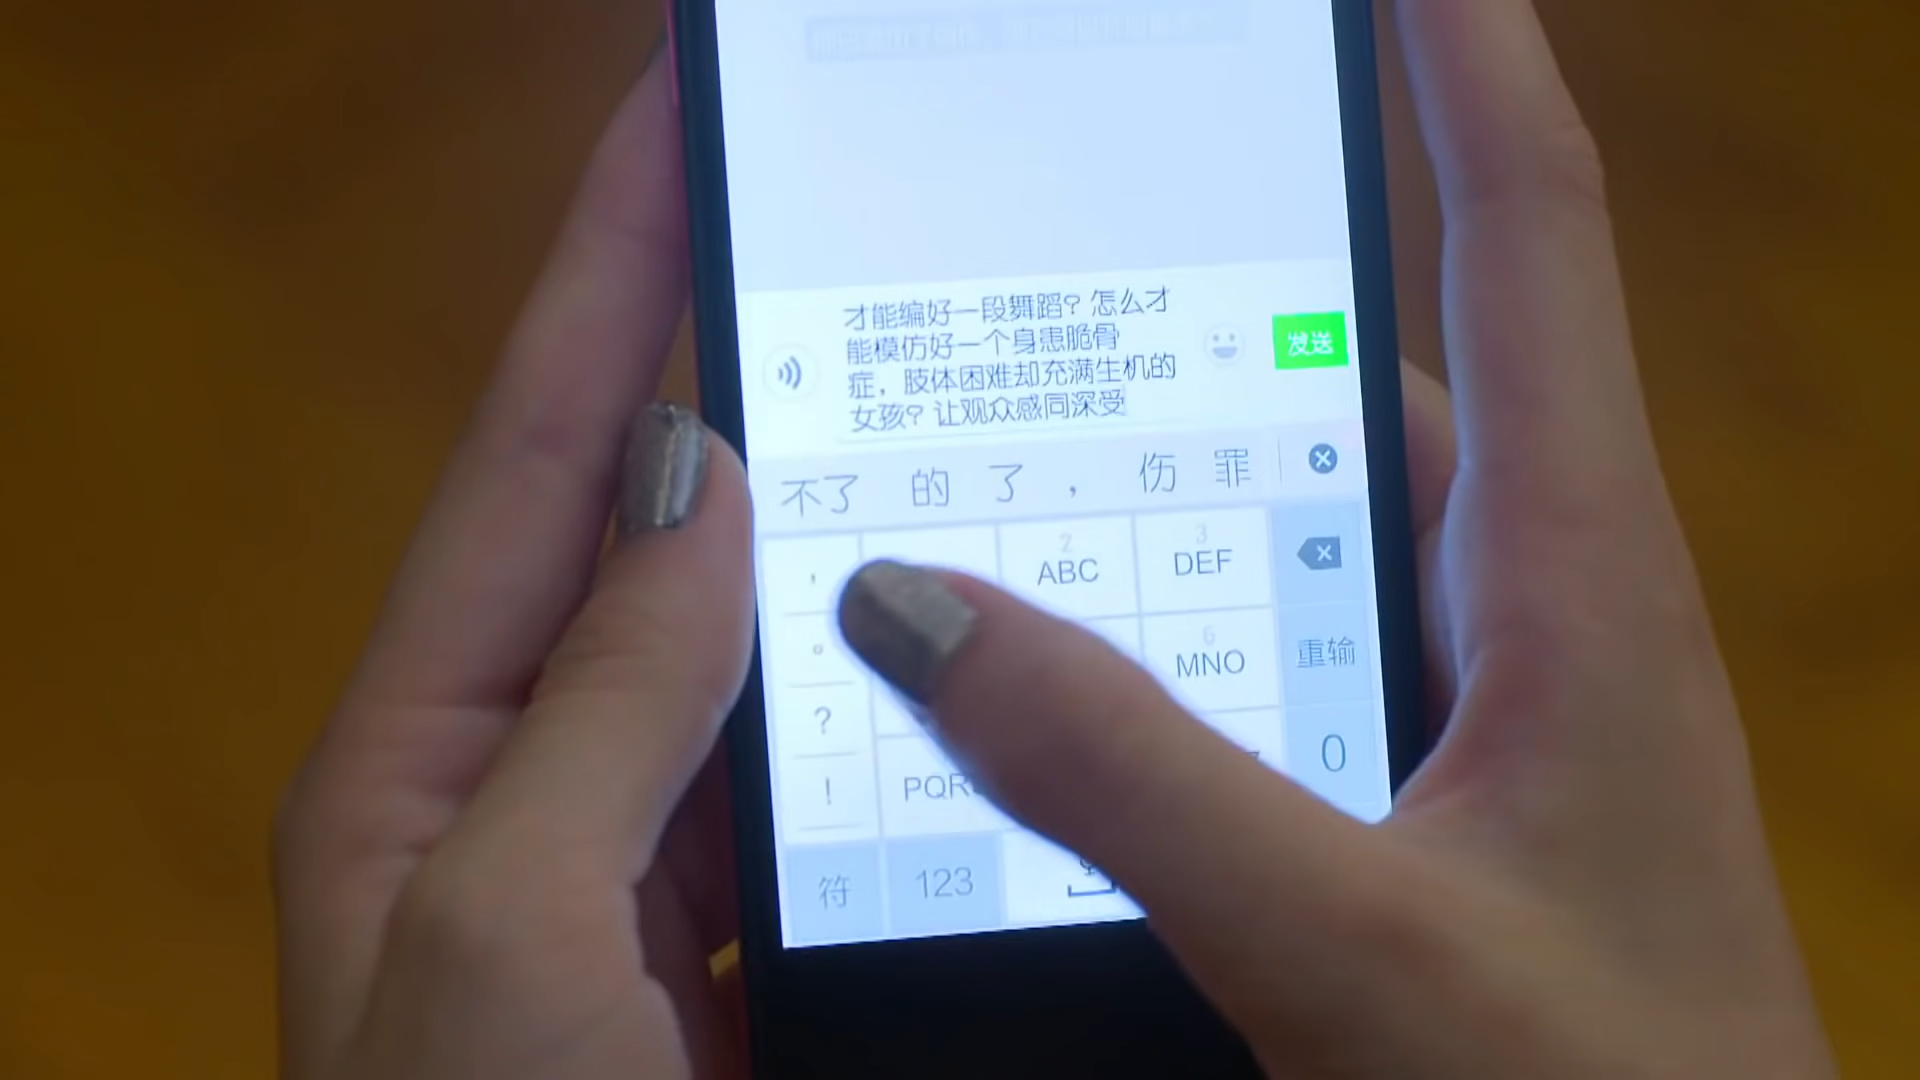 才能编好一段舞蹈？怎么才
能模仿好一个身患脆骨
症，肢体困难却充满生机的
女孩？让观众感同深受
发送
不了 的 了 ， 伤 罪
,
2
ABC
3
DEF
。
6
MNO
重输
?
!
PQR
0
符
123